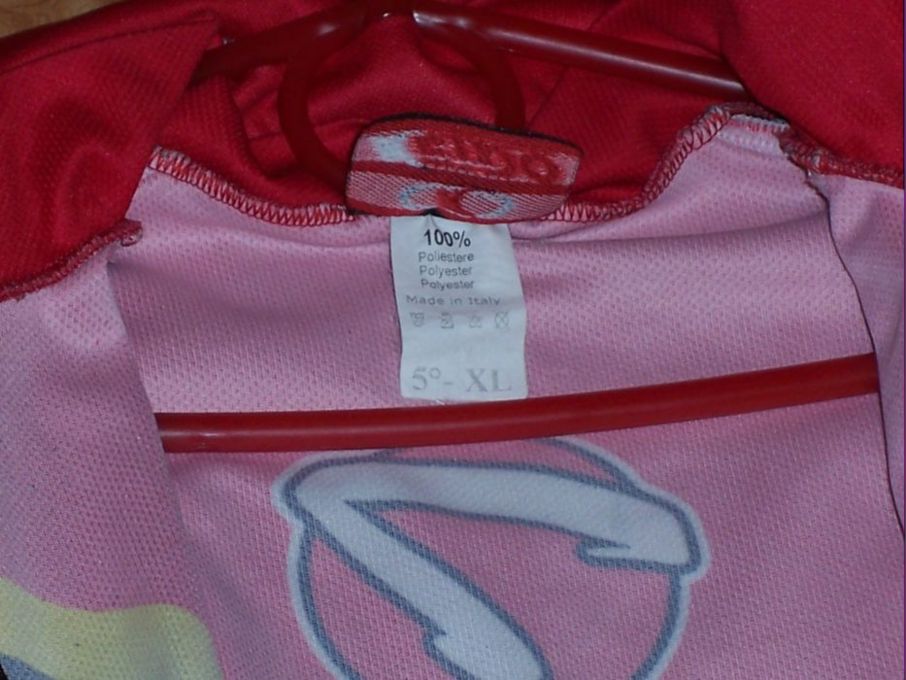 100%
Poliestere
Polyester
Polyester
Made in Italy
5° - XL